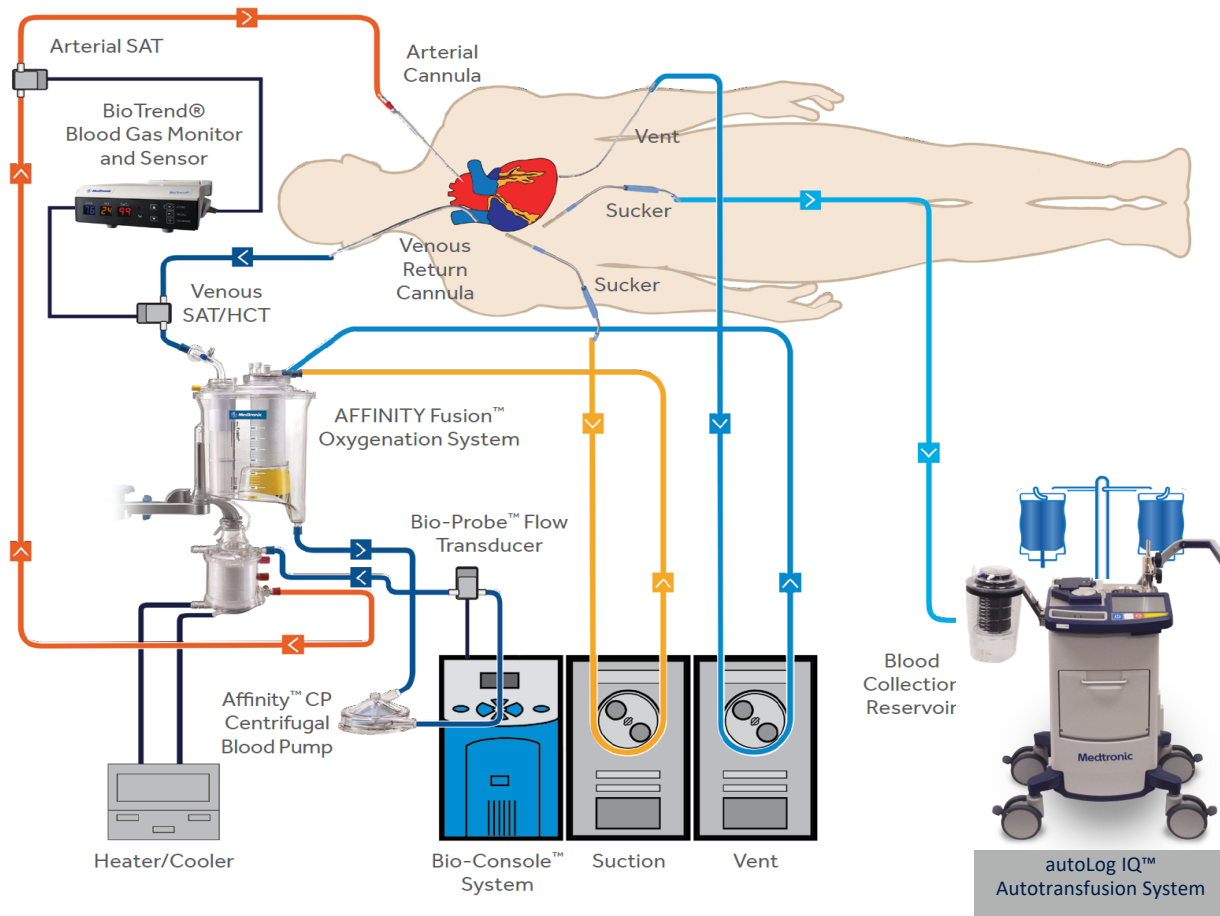 Arterial SAT
BioTrend®
Blood Gas Monitor
and Sensor
Medtronic
Arterial
Cannula
Vent
Sucker
Venous
Return
Cannula
Sucker
Venous
SAT/HCT
Medtronic
AFFINITY Fusion™
Oxygenation System
Bio-Probe™ Flow
Transducer
Affinity™ CP
Centrifugal
Blood Pump
Heater/Cooler
Bio-Console™
System
Suction
Vent
Blood
Collection
Reservoir
Medtronic
autoLog IQ™
Autotransfusion System